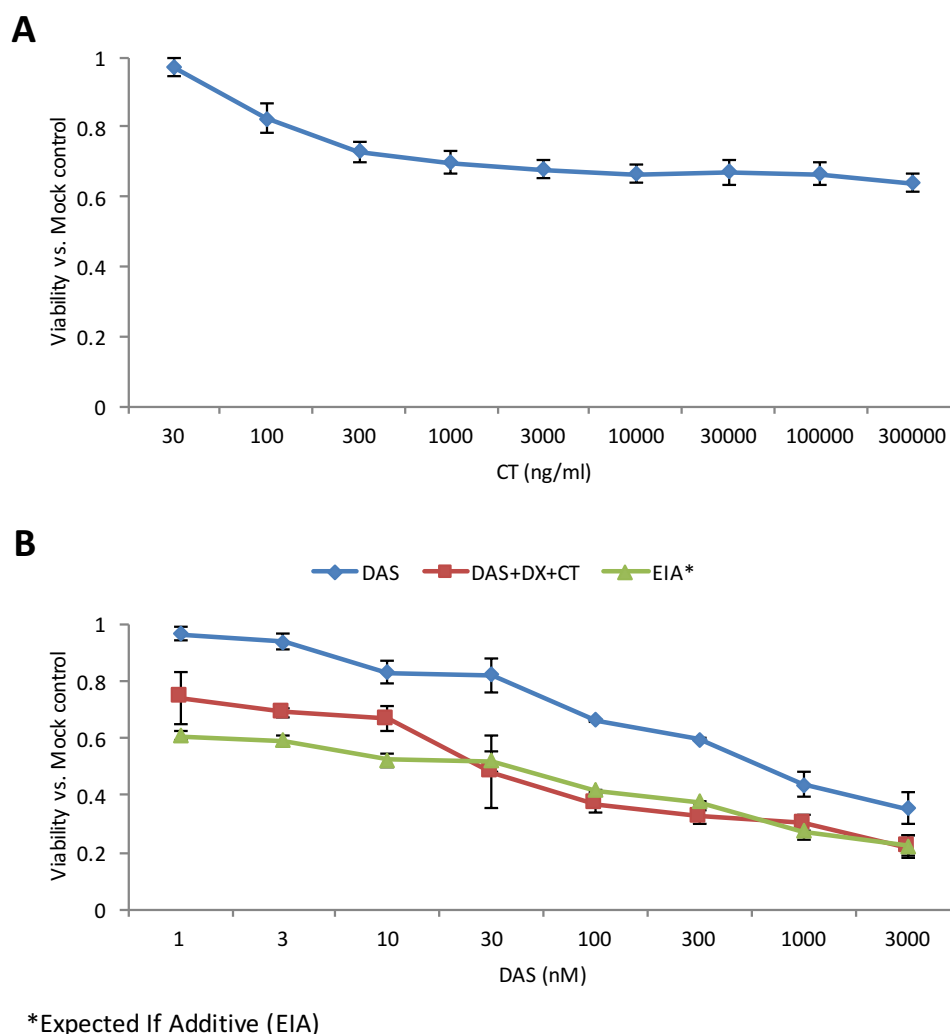 A
Viability vs. Mock control
1
0.8
0.6
0.4
0.2
0
30 100 300 1000 3000 10000 30000 100000 300000
CT (ng/ml)
B
DAS DAS+DX+CT EIA*
Viability vs. Mock control
1
0.8
0.6
0.4
0.2
0
1 3 10 30 100 300 1000 3000
DAS (nM)
*Expected If Additive (EIA)